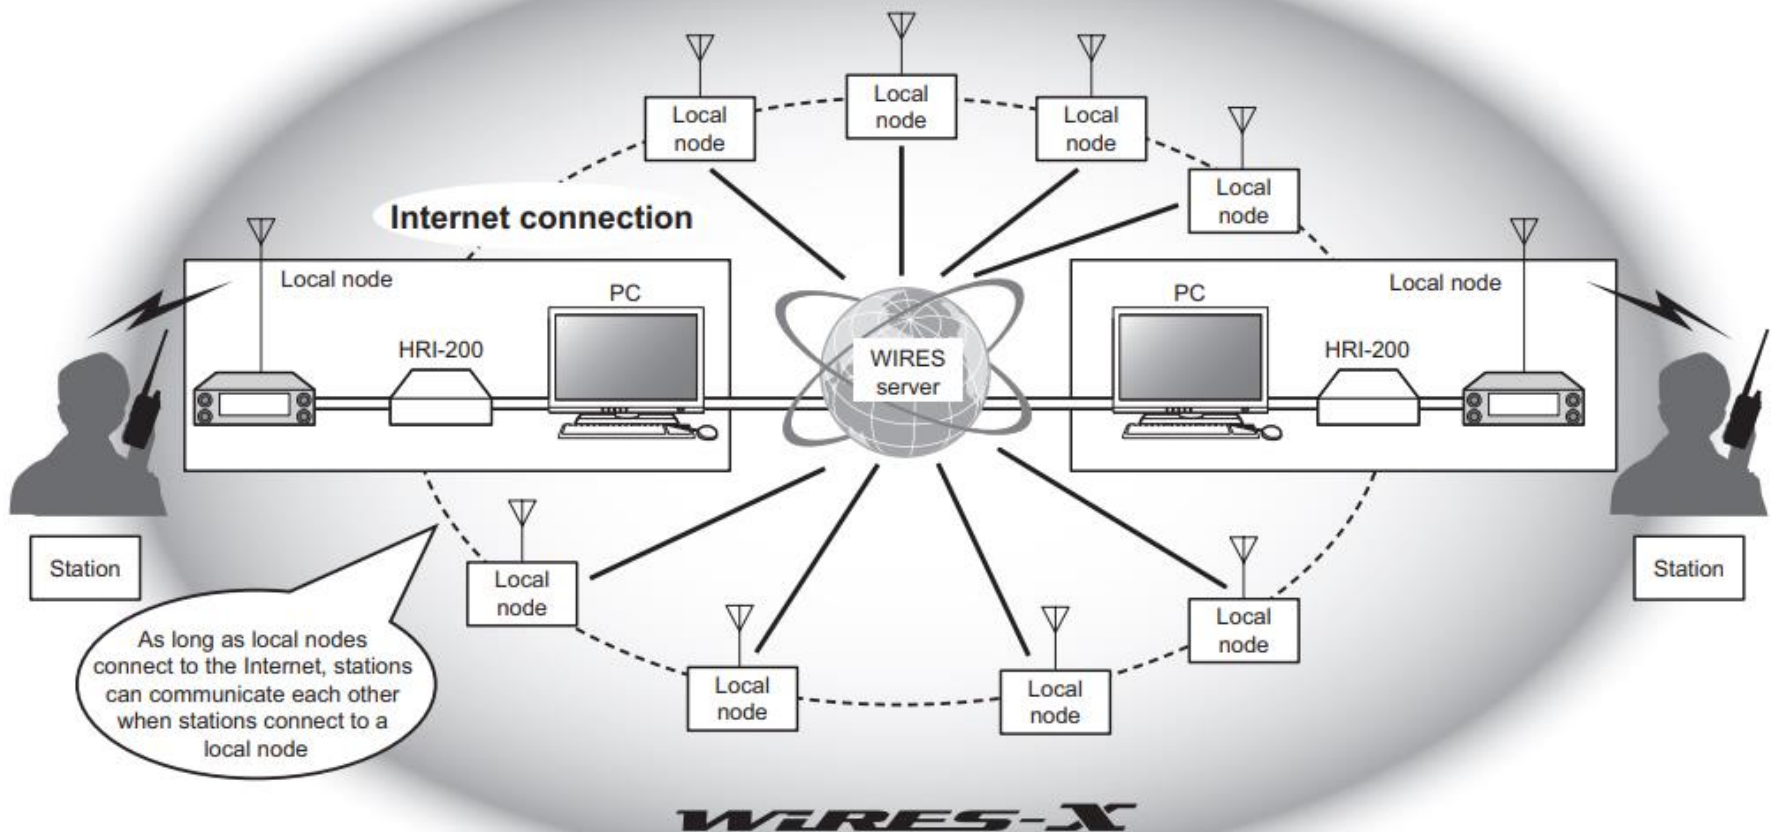 Local
node
Local
node
Local
node
Local
node
Internet connection
Local node
PC
HRI-200
WIRES
server
PC
Local node
HRI-200
Station
Station
Local
node
Local
node
Local
node
Local
node
As long as local nodes
connect to the Internet, stations
can communicate each other
when stations connect to a
local node
WiRES-X